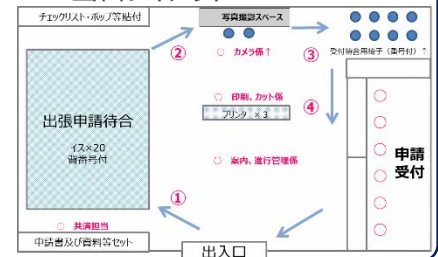 チェックリスト・ポップ等貼付
写真撮影スペース
②
カメラ係↑
③
受付待合用椅子（番号付）↑
印刷、カット係
プリンタ ×3
④
出張申請待合
イス×20
背番号付
案内、進行管理係
申請
受付
①
共済担当
申請書及び資料等セット
出入口